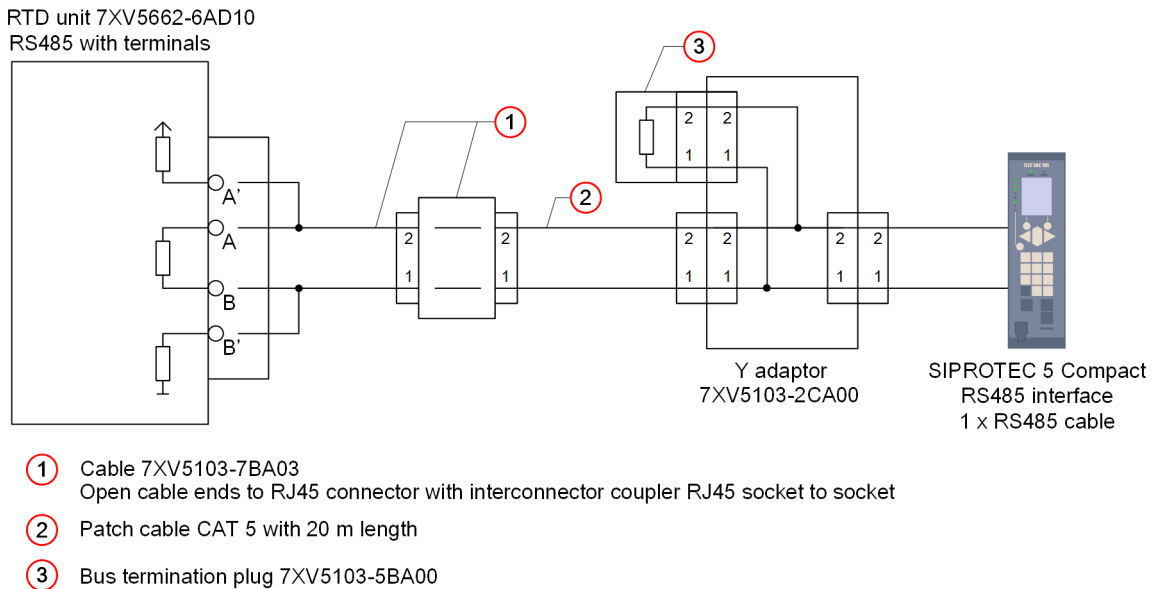 RTD unit 7XV5662-6AD10
RS485 with terminals
3
1
2
2 2
1 1
A'
A
B
B'
2 2
1 1
2 2
1 1
2 2
1 1
SIEMENS
Y adaptor
7XV5103-2CA00
SIPROTEC 5 Compact
RS485 interface
1 x RS485 cable
1 Cable 7XV5103-7BA03
Open cable ends to RJ45 connector with interconnector coupler RJ45 socket to socket
2 Patch cable CAT 5 with 20 m length
3 Bus termination plug 7XV5103-5BA00